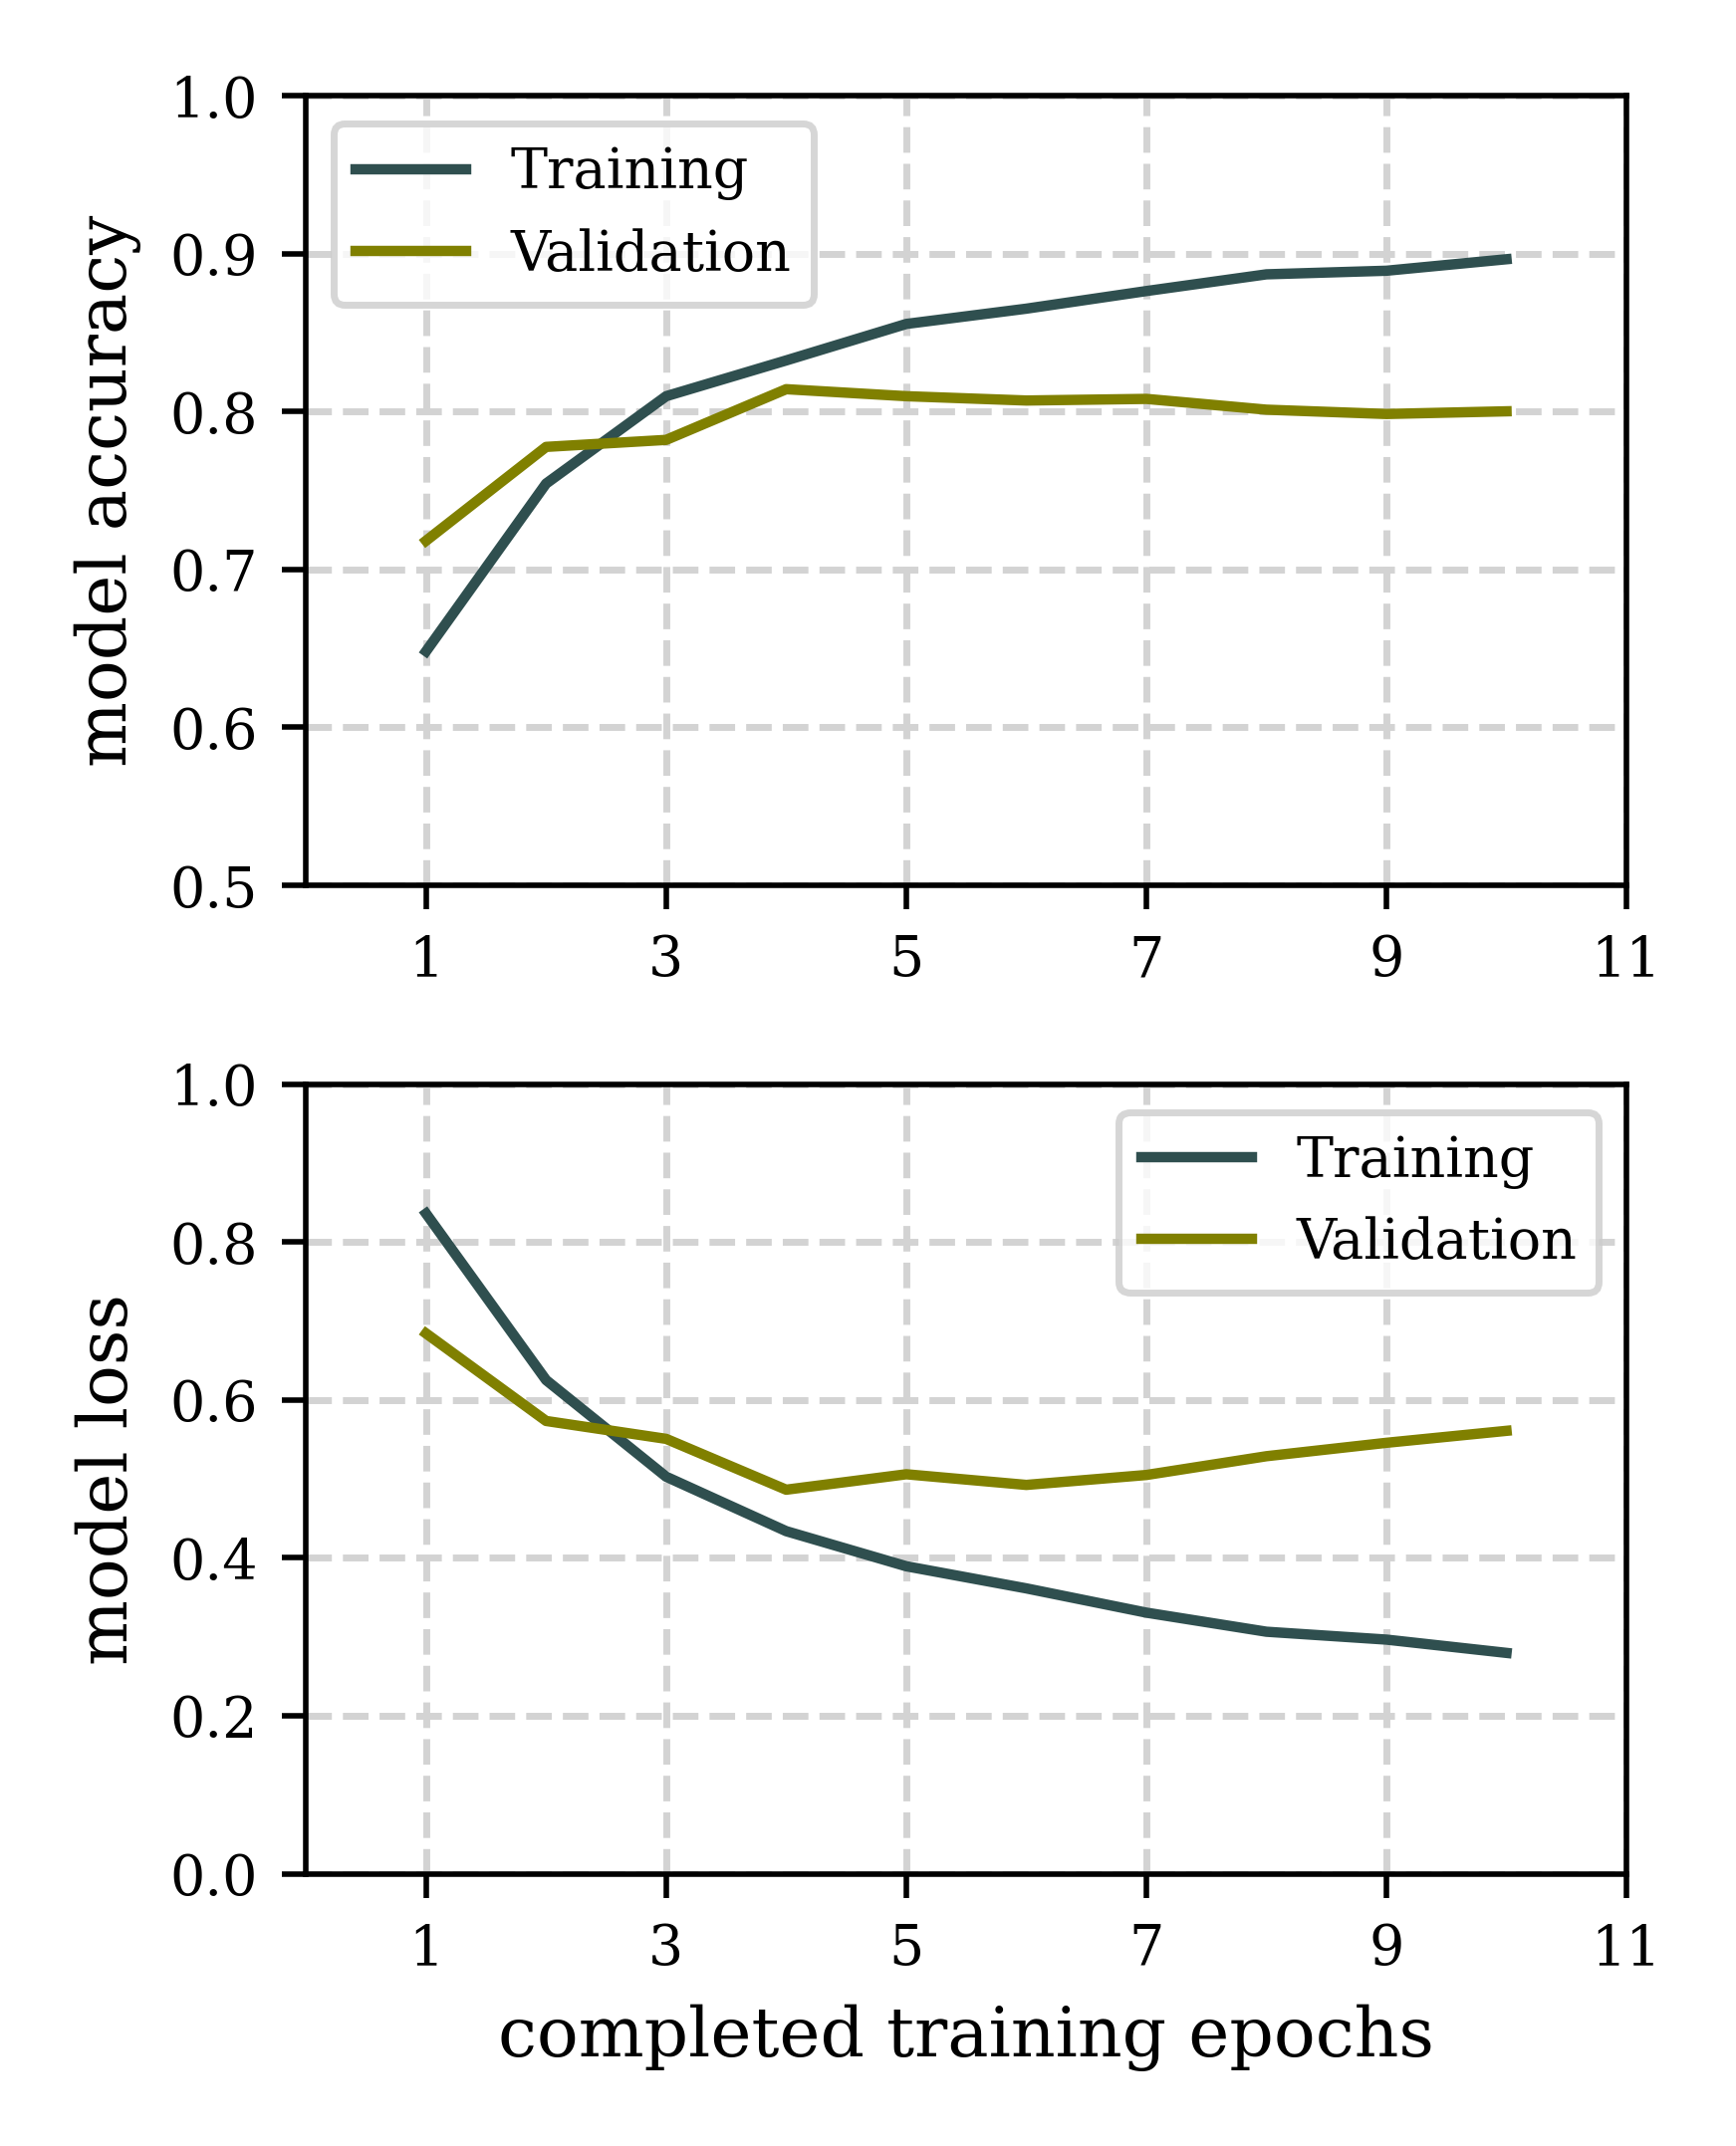 1.0
0.9
0.8
0.7
0.6
0.5
model accuracy
Training
Validation
1 3 5 7 9 11
1.0
0.8
0.6
0.4
0.2
0.0
model loss
Training
Validation
1 3 5 7 9 11
completed training epochs